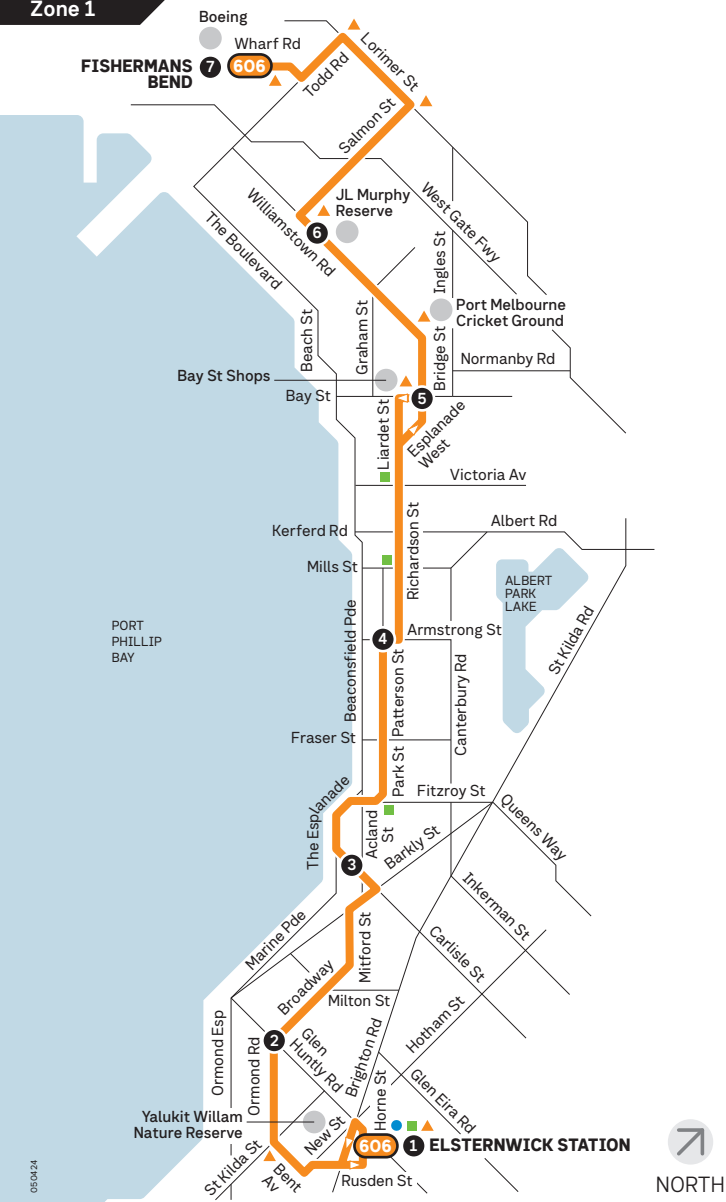 Zone 1
Boeing
Wharf Rd
FISHERMANS
BEND
7
606
Todd Rd
Lorimer St
Salmon St
JL Murphy
Reserve
6
Williamstown Rd
West Gate Fwy
The Boulevard
Ingles St
Port Melbourne
Cricket Ground
Beach St
Graham St
Bridge St
Normanby Rd
Bay St Shops
Bay St
5
Liardet St
Esplanade
West
Victoria Av
Richardson St
Albert Rd
Kerferd Rd
Mills St
ALBERT
PARK
LAKE
PORT
PHILLIP
BAY
Beaconsfield Pde
4
Armstrong St
St Kilda Rd
Patterson St
Canterbury Rd
Fraser St
Park St
Fitzroy St
The Esplanade
Acland
St
Barkly St
Queens Way
3
Inkerman St
Marine Pde
Mitford St
Carlisle St
Broadway
Milton St
Hotham St
Ormond Esp
2
Ormond Rd
Glen
Huntly Rd
Brighton Rd
Horne St
Glen Eira Rd
Yalukit Willam
Nature Reserve
New St
606
1
ELSTERNWICK STATION
St Kilda St
Bent
Av
Rusden St
050424
NORTH